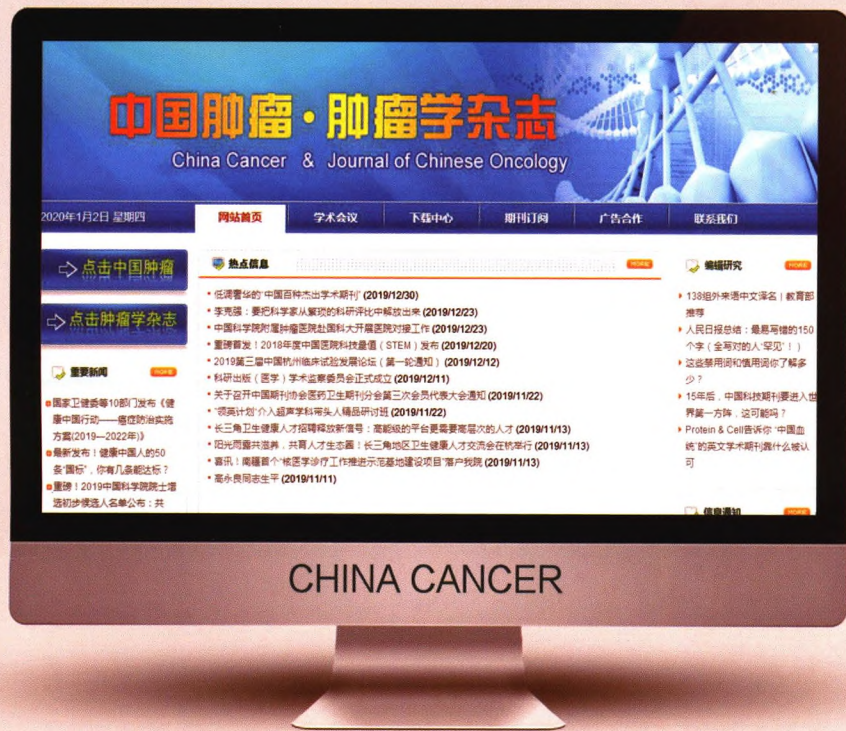 中国肿瘤·肿瘤学杂志
China Cancer & Journal of Chinese Oncology
2020年1月2日 星期四
网站首页
学术会议
下载中心
期刊订阅
广告合作
联系我们
点击中国肿瘤
点击肿瘤学杂志
重要新闻
MORE
国家卫健委等10部门发布《健
康中国行动——癌症防治实施
方案(2019—2022年)》
最新发布！健康中国人的50
条“国标”，你有几条能达标？
重磅！2019中国科学院院士增
选初步候选人名单公布：共
热点信息
MORE
低调奢华的“中国百种杰出学术期刊” (2019/12/30)
李克强：要把科学家从繁琐的科研评比中解放出来 (2019/12/23)
中国科学院附属肿瘤医院赴国科大开展医院对接工作 (2019/12/23)
重磅首发！2018年度中国医院科技量值（STEM）发布 (2019/12/20)
2019第三届中国杭州临床试验发展论坛（第一轮通知） (2019/12/12)
科研出版（医学）学术监察委员会正式成立 (2019/12/11)
关于召开中国期刊协会医药卫生期刊分会第三次会员代表大会通知 (2019/11/22)
“领英计划”介入超声学科带头人精品研讨班 (2019/11/22)
长三角卫生健康人才招聘释放新信号：高能级的平台更需要高层次的人才 (2019/11/13)
阳光雨露共滋养，共育人才生态圈！长三角地区卫生健康人才交流会在杭举行 (2019/11/13)
喜讯！南疆首个“核医学诊疗工作推进示范基地建设项目”落户我院 (2019/11/13)
高永良同志生平 (2019/11/11)
编辑研究
MORE
138组外来语中文译名 | 教育部
推荐
人民日报总结：最易写错的150
个字（全写对的人“罕见”！）
这些禁用词和慎用词你了解多
少？
15年后，中国科技期刊要进入世
界第一方阵，这可能吗？
Protein & Cell告诉你 “中国血
统”的英文学术期刊靠什么被认
可
信息通知
MORE
CHINA CANCER